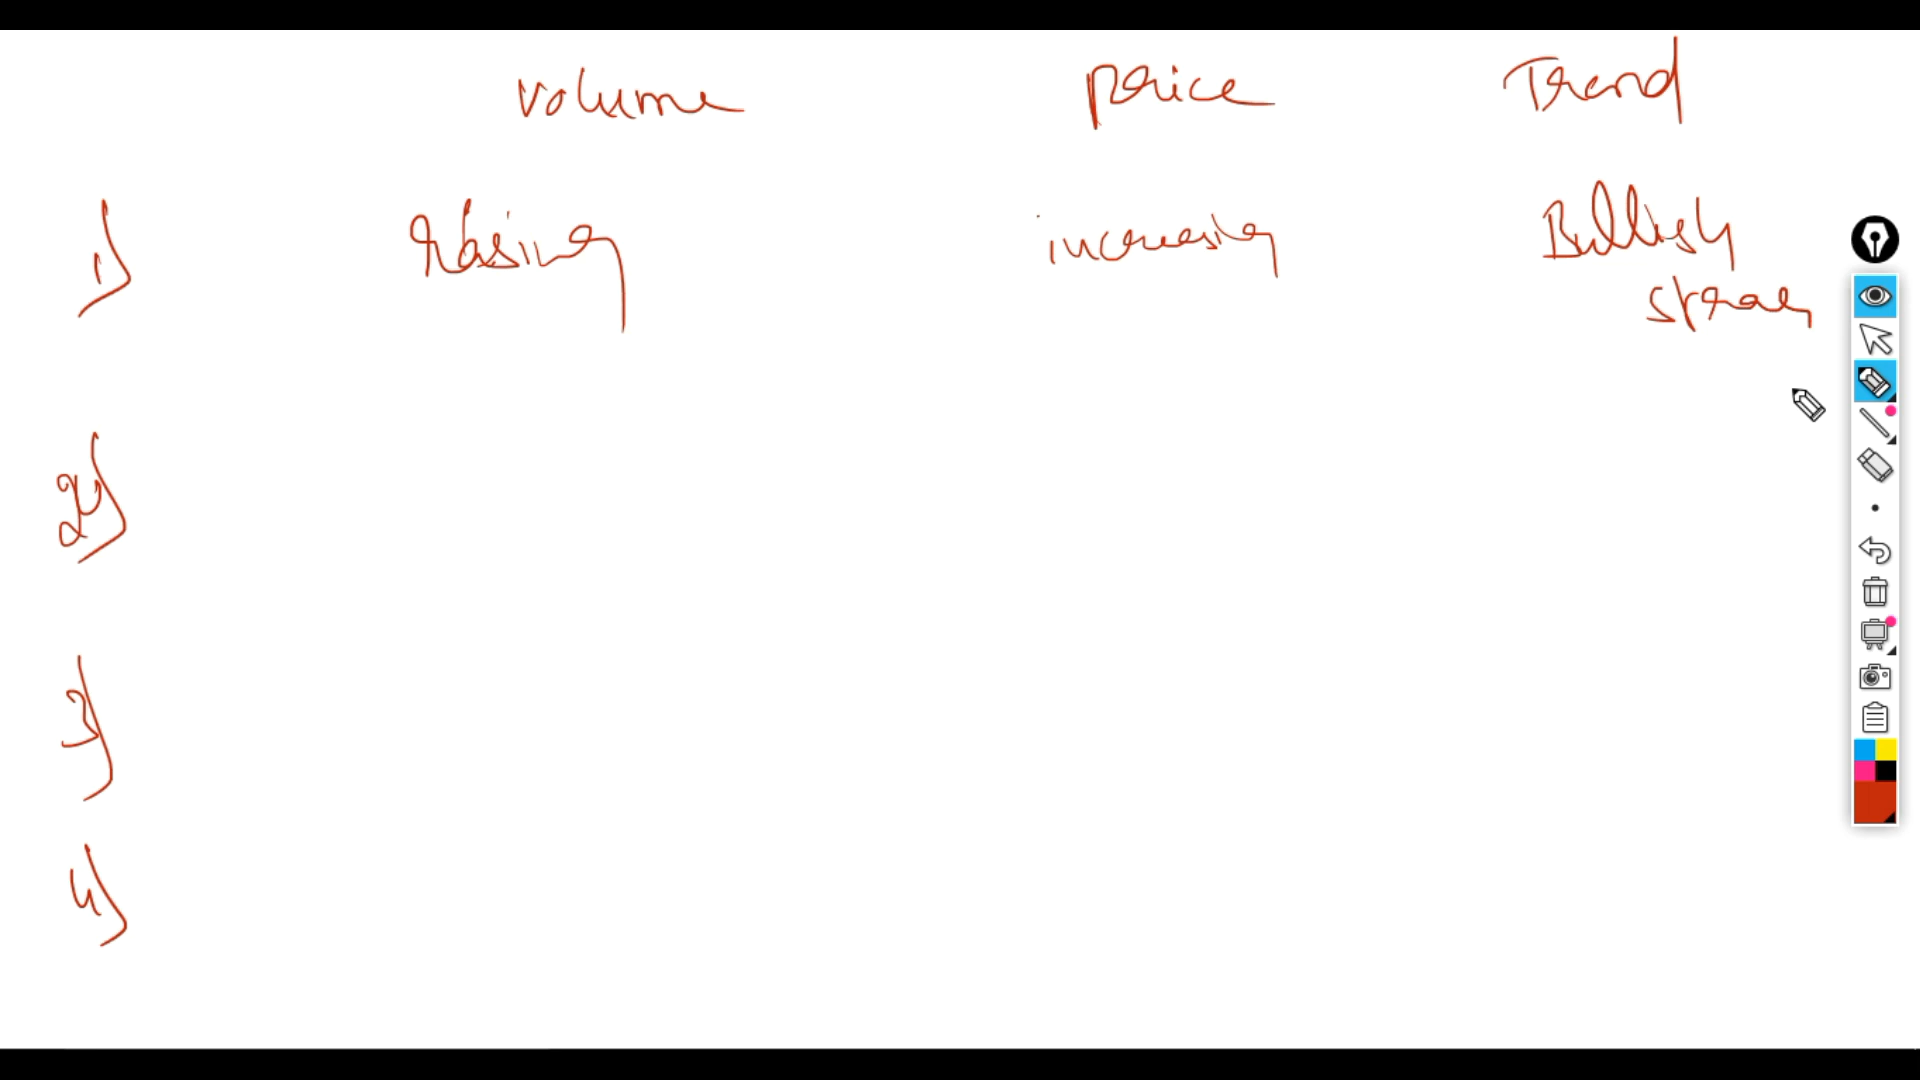 volume price Trend
1) Rasing increasing Bullish
strong
2)
3)
4)